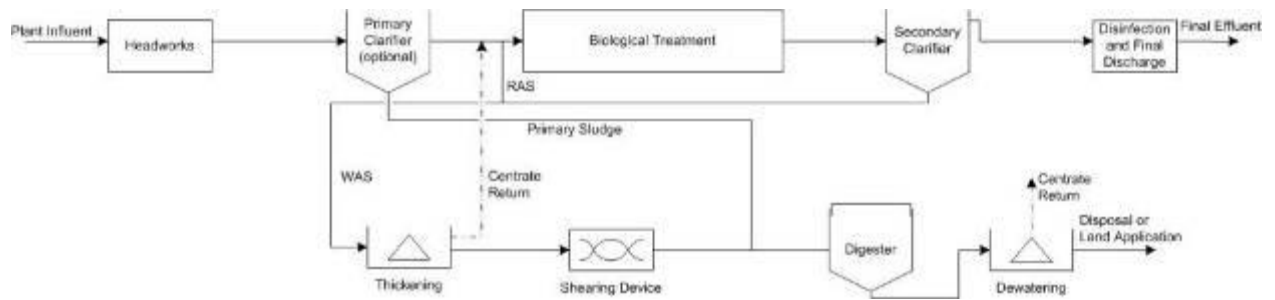 Plant Influent
Headworks
Primary
Clarifier
(optional)
Biological Treatment
Secondary
Clarifier
Disinfection
and Final
Discharge
Final Effluent
RAS
Primary Sludge
WAS
Centrate
Return
Thickening
Shearing Device
Digester
Centrate
Return
Dewatering
Disposal or
Land Application